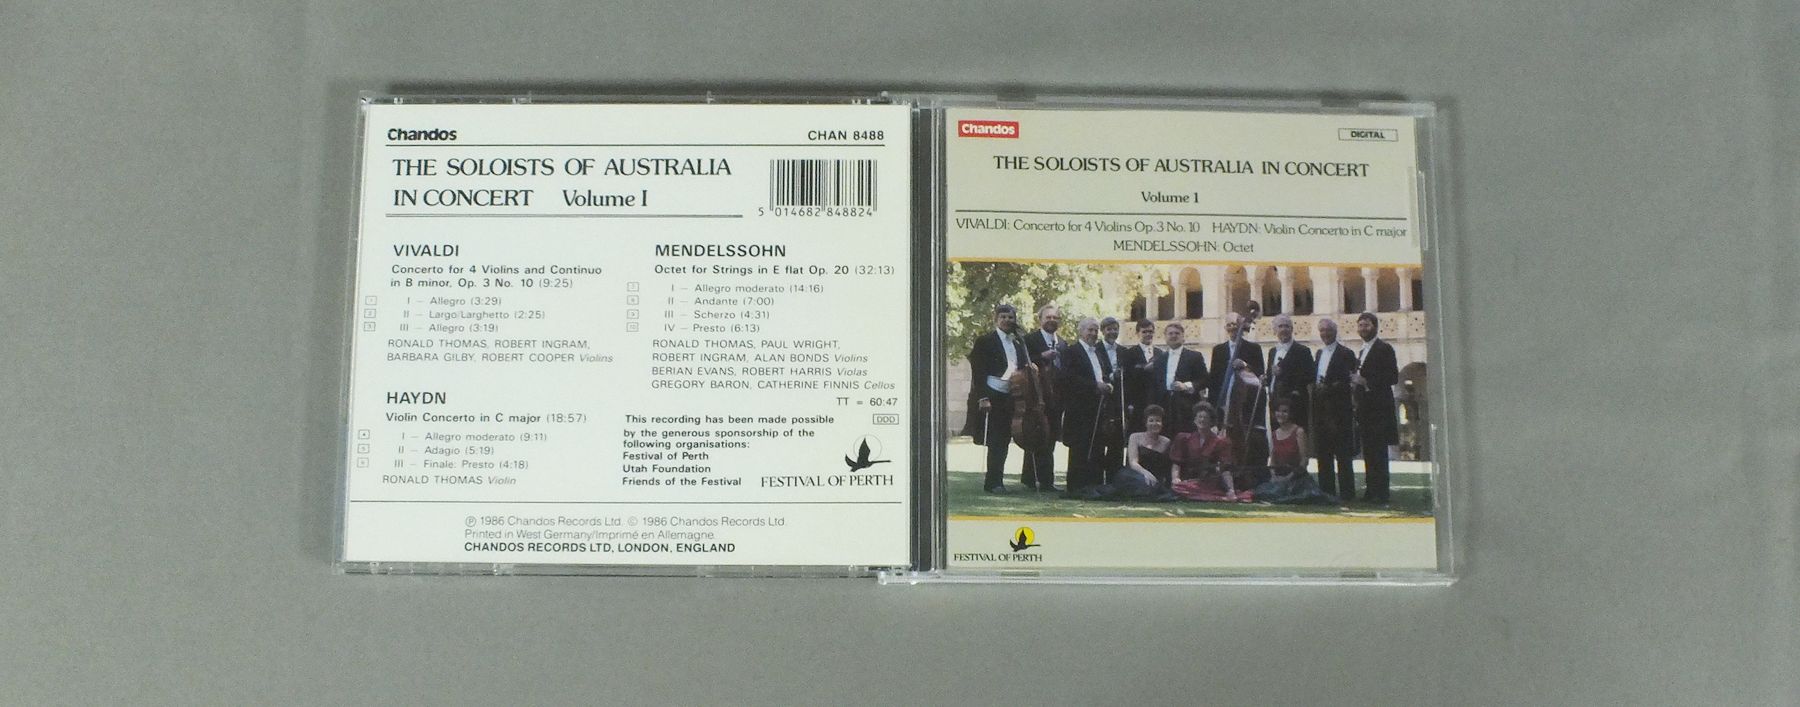 Chandos
CHAN 8488
THE SOLOISTS OF AUSTRALIA
IN CONCERT Volume I
5 014682 848824
VIVALDI
Concerto for 4 Violins and Continuo
in B minor, Op. 3 No. 10 (9:25)
1 I – Allegro (3:29)
2 II – Largo/Larghetto (2:25)
3 III – Allegro (3:19)
RONALD THOMAS, ROBERT INGRAM,
BARBARA GILBY, ROBERT COOPER Violins
HAYDN
Violin Concerto in C major (18:57)
4 I – Allegro moderato (9:11)
5 II – Adagio (5:19)
6 III – Finale: Presto (4:18)
RONALD THOMAS Violin
MENDELSSOHN
Octet for Strings in E flat Op. 20 (32:13)
7 I – Allegro moderato (14:16)
8 II – Andante (7:00)
9 III – Scherzo (4:31)
10 IV – Presto (6:13)
RONALD THOMAS, PAUL WRIGHT,
ROBERT INGRAM, ALAN BONDS Violins
BERIAN EVANS, ROBERT HARRIS Violas
GREGORY BARON, CATHERINE FINNIS Cellos
TT = 60:47
DDD
This recording has been made possible
by the generous sponsorship of the
following organisations:
Festival of Perth
Utah Foundation
Friends of the Festival
FESTIVAL OF PERTH
℗ 1986 Chandos Records Ltd. © 1986 Chandos Records Ltd.
Printed in West Germany/Imprimé en Allemagne
CHANDOS RECORDS LTD, LONDON, ENGLAND
Chandos
DIGITAL
THE SOLOISTS OF AUSTRALIA IN CONCERT
Volume 1
VIVALDI: Concerto for 4 Violins Op.3 No. 10 HAYDN: Violin Concerto in C major
MENDELSSOHN: Octet
FESTIVAL OF PERTH